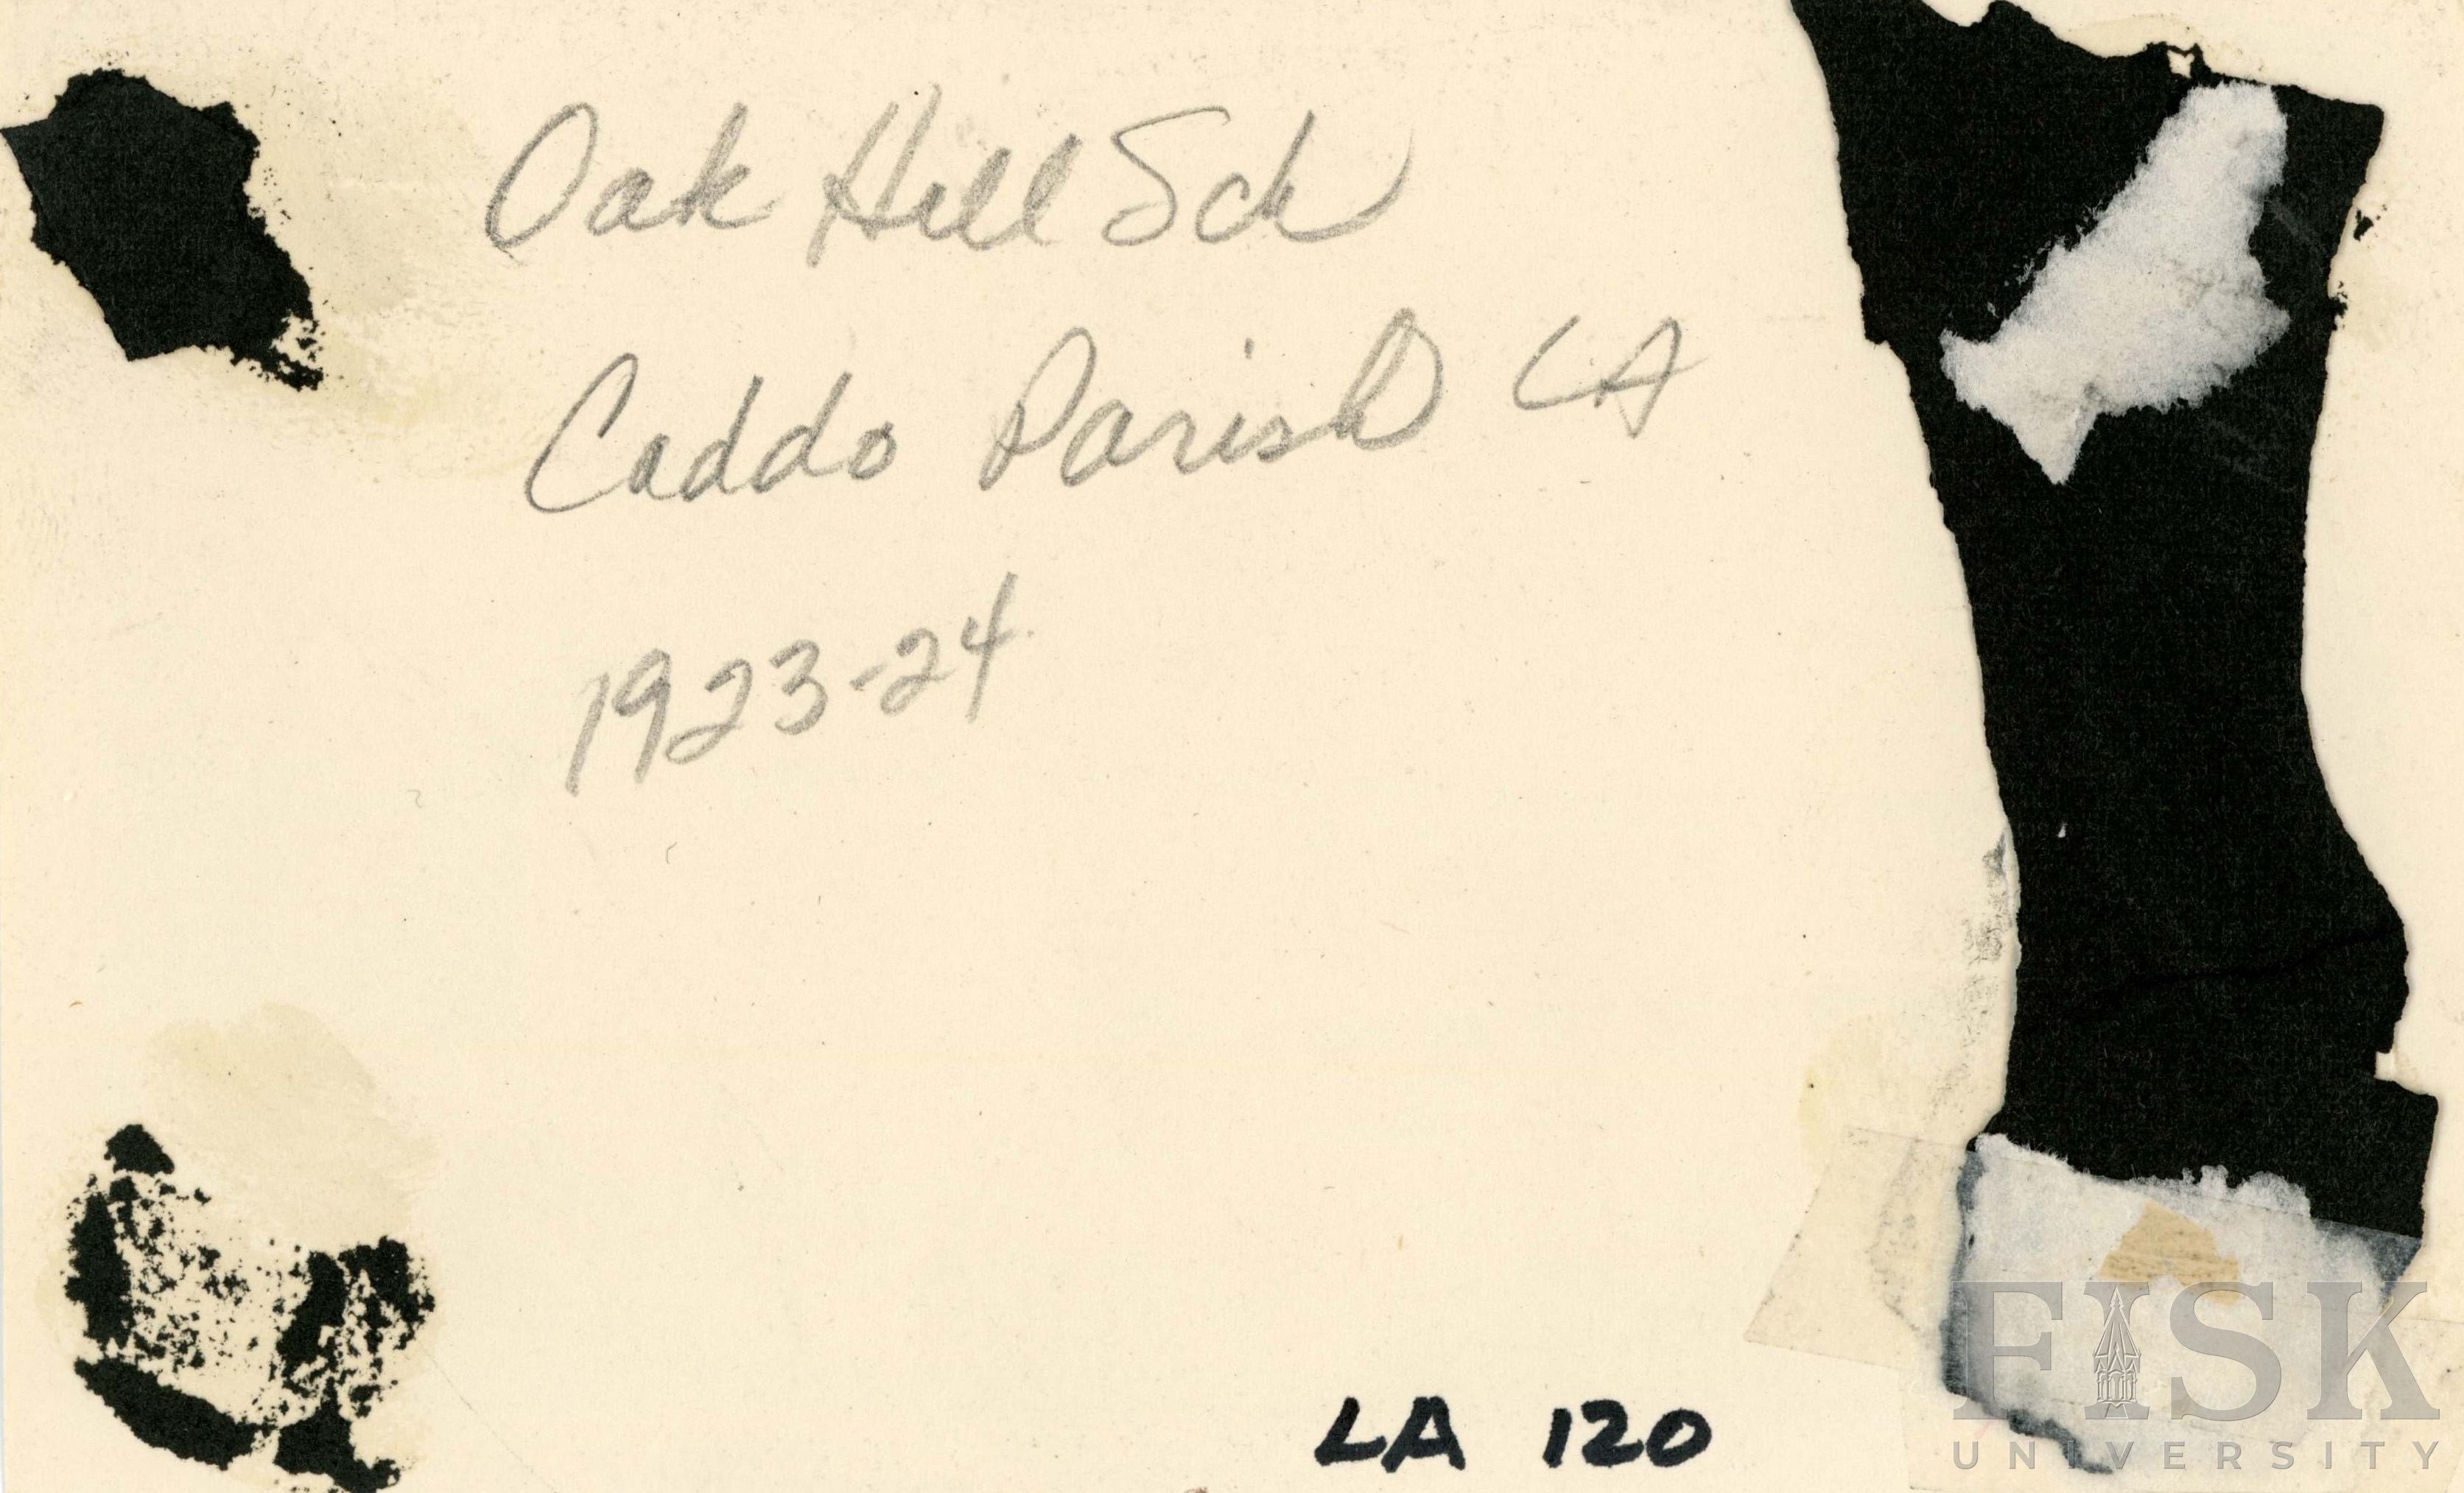 Oak Hill Sch
Caddo Parish LA
1923-24
LA 120
FISK
UNIVERSITY